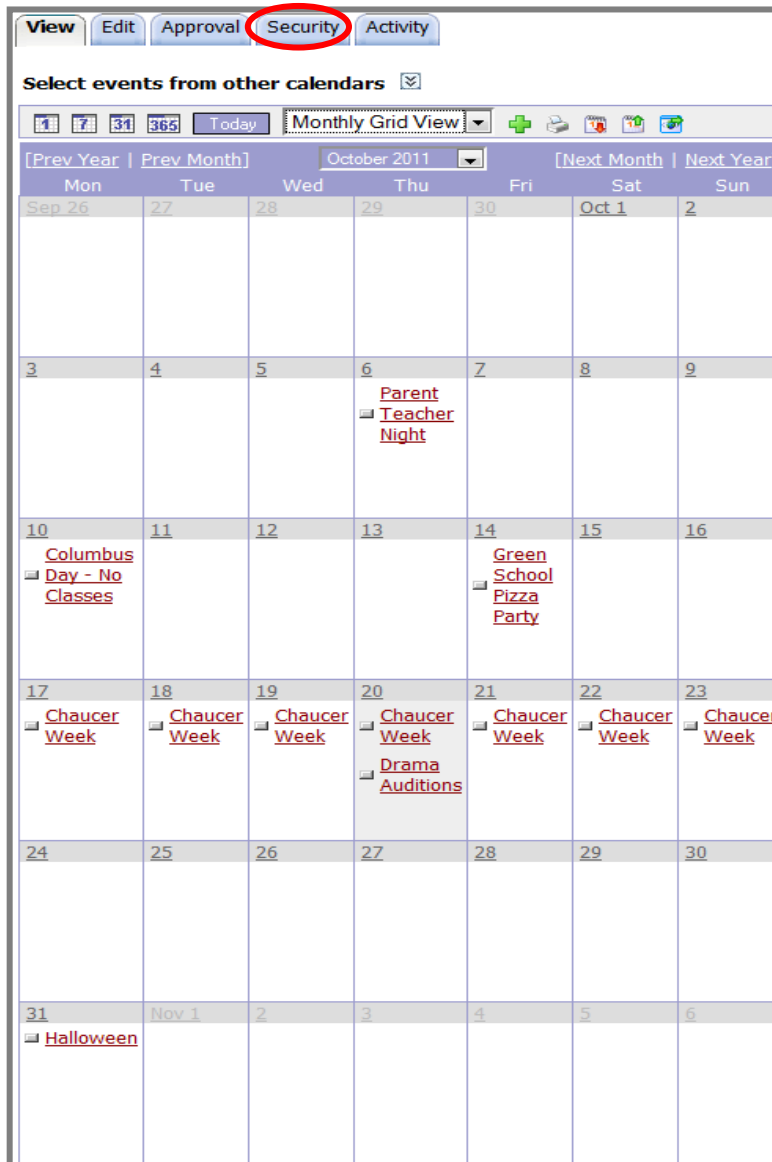 View Edit Approval Security Activity
Select events from other calendars
1 7 31 365 Today Monthly Grid View
[Prev Year | Prev Month] October 2011 [Next Month | Next Year
Mon Tue Wed Thu Fri Sat Sun
Sep 26 27 28 29 30 Oct 1 2
3 4 5 6 7 8 9
Parent
Teacher
Night
10 11 12 13 14 15 16
Columbus Green
Day - No School
Classes Pizza
Party
17 18 19 20 21 22 23
Chaucer Chaucer Chaucer Chaucer Chaucer Chaucer Chaucer
Week Week Week Week Week Week Week
Drama
Auditions
24 25 26 27 28 29 30
31 Nov 1 2 3 4 5 6
Halloween